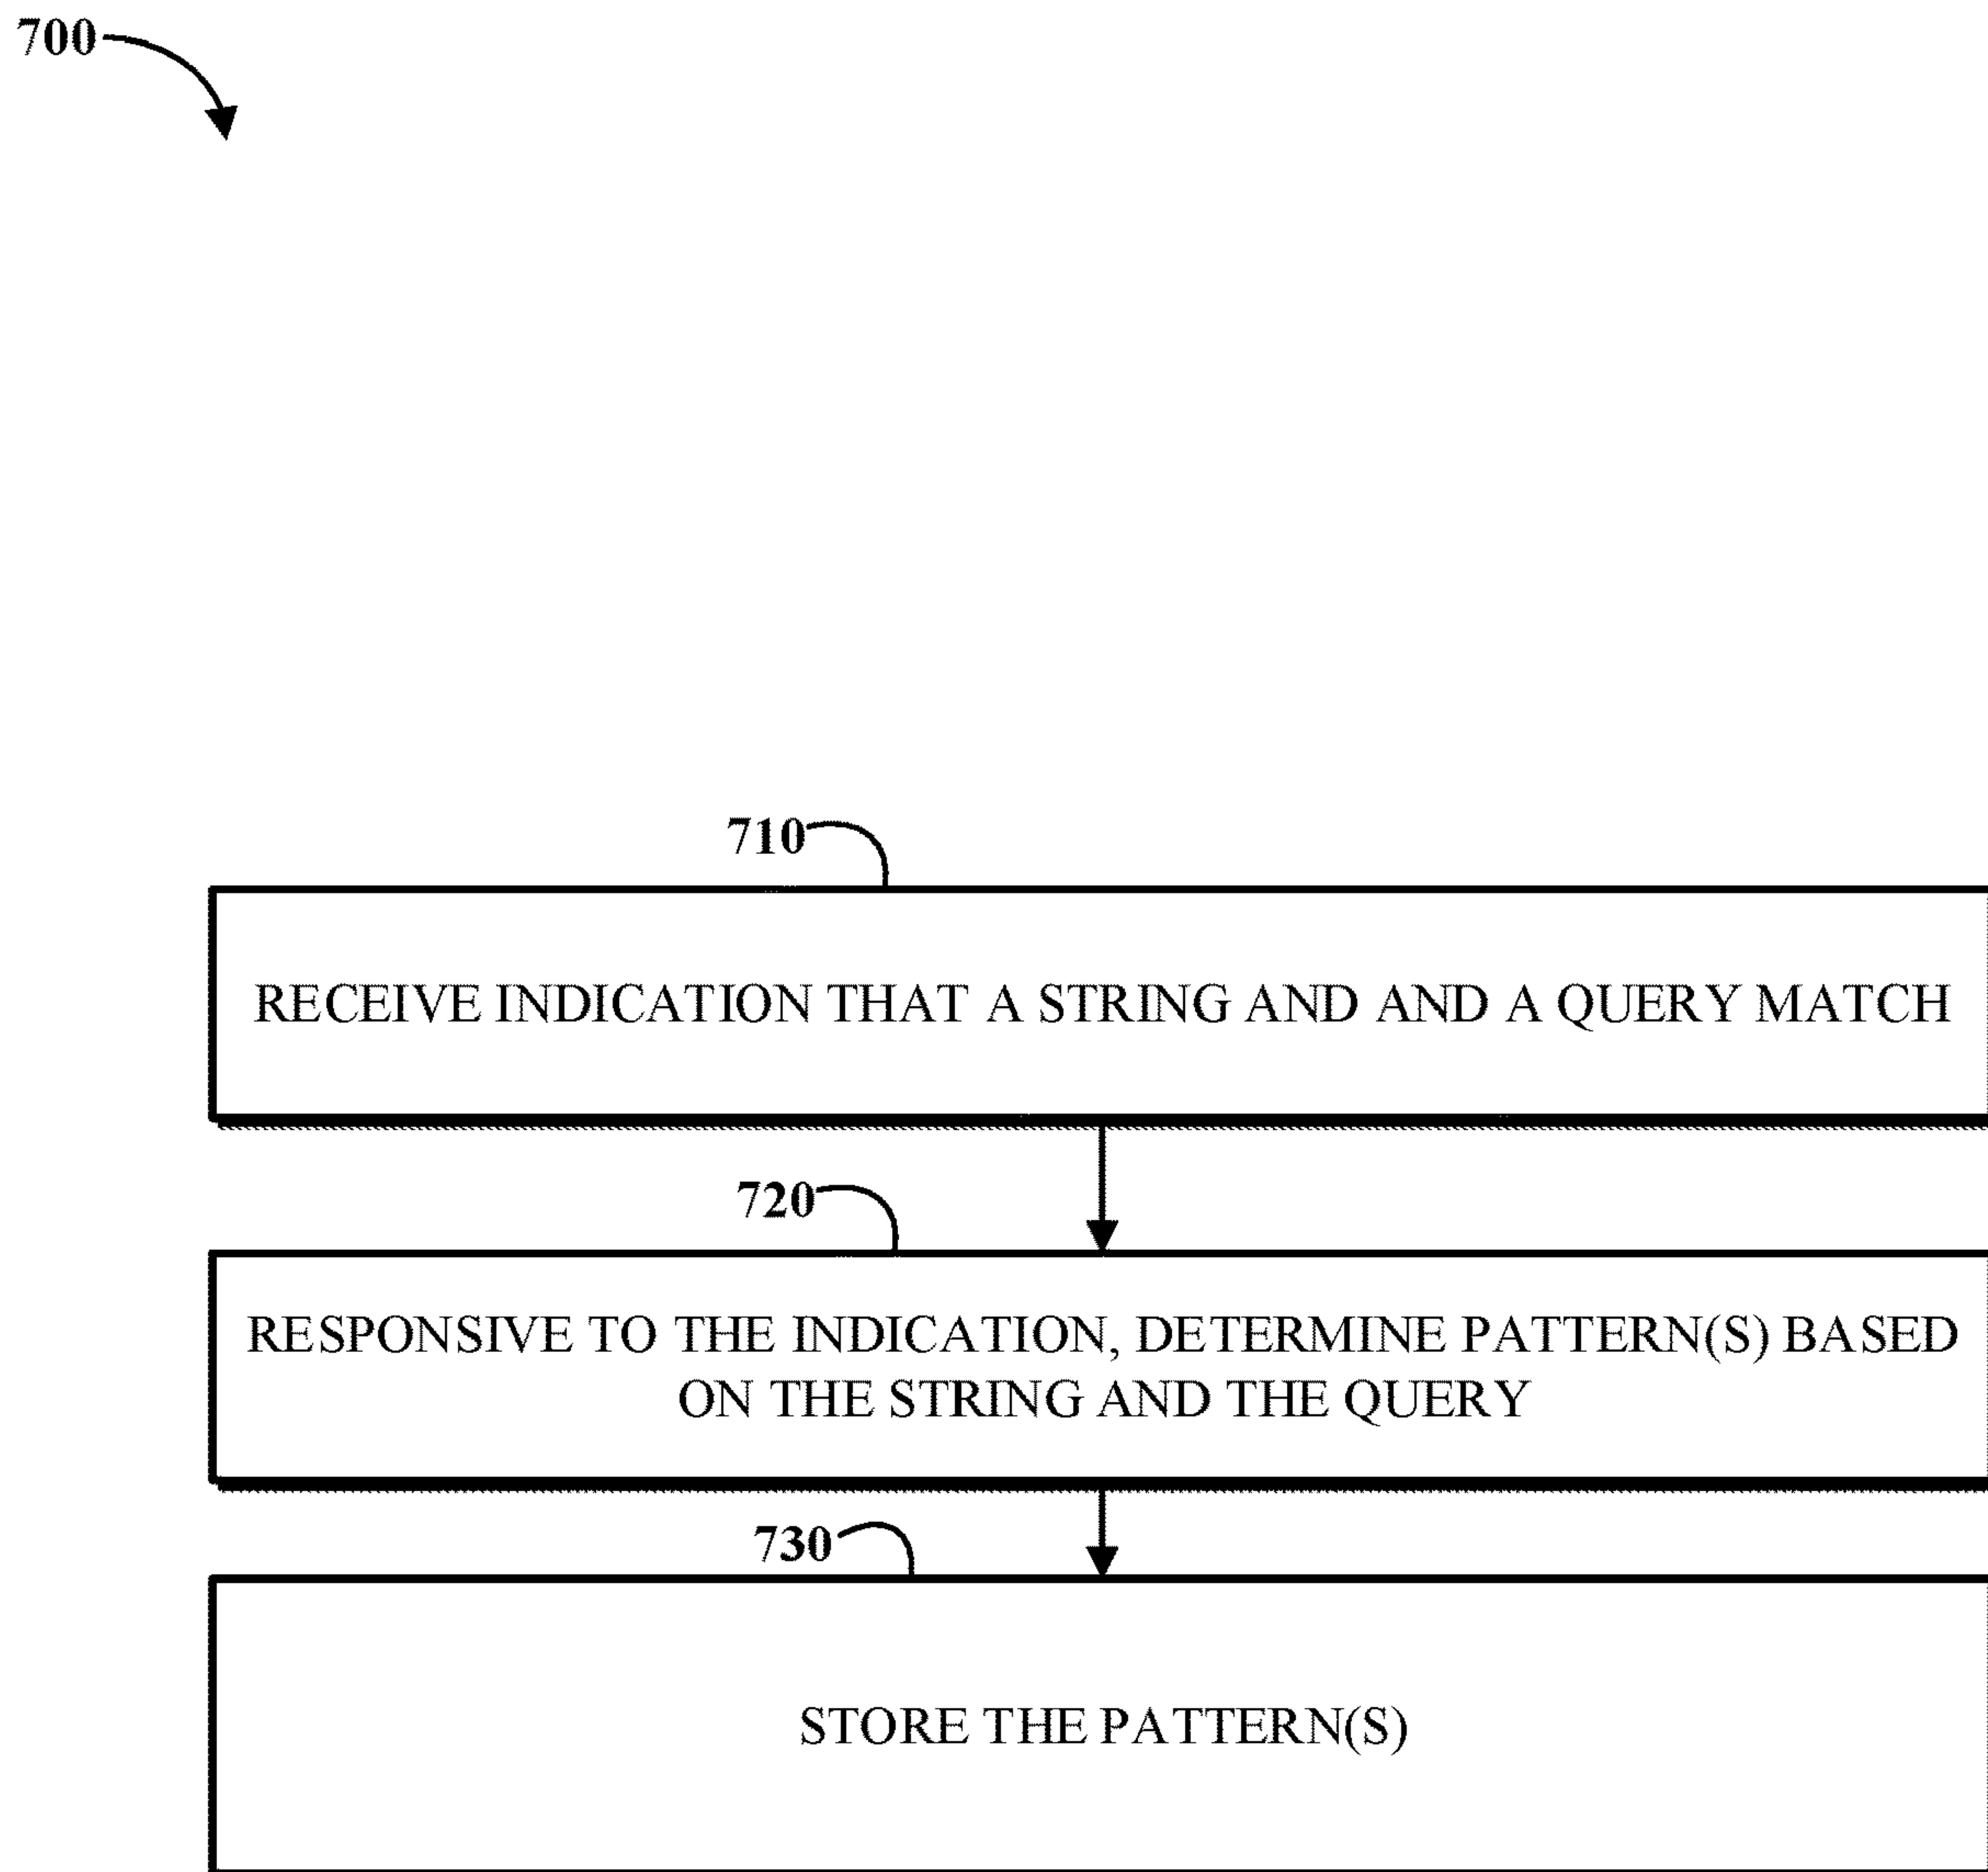 700
710
RECEIVE INDICATION THAT A STRING AND AND A QUERY MATCH
720
RESPONSIVE TO THE INDICATION, DETERMINE PATTERN(S) BASED
ON THE STRING AND THE QUERY
730
STORE THE PATTERN(S)